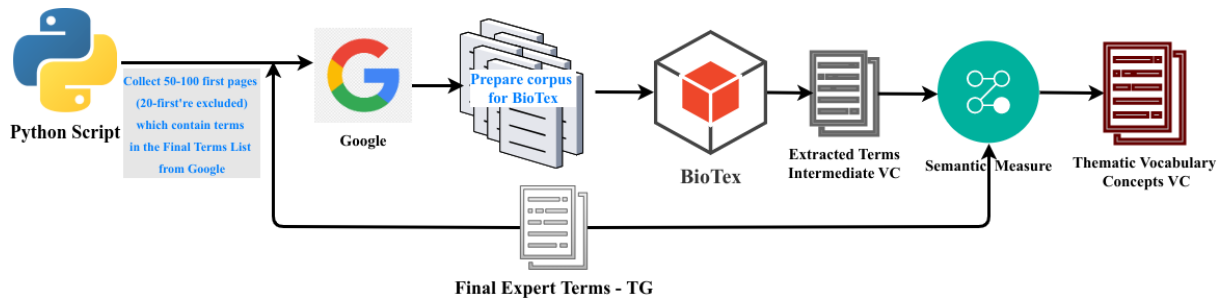 Python Script
Collect 50-100 first pages
(20-first're excluded)
which contain terms
in the Final Terms List
from Google
Google
Prepare corpus
for BioTex
BioTex
Extracted Terms
Intermediate VC
Semantic Measure
Thematic Vocabulary
Concepts VC
Final Expert Terms - TG